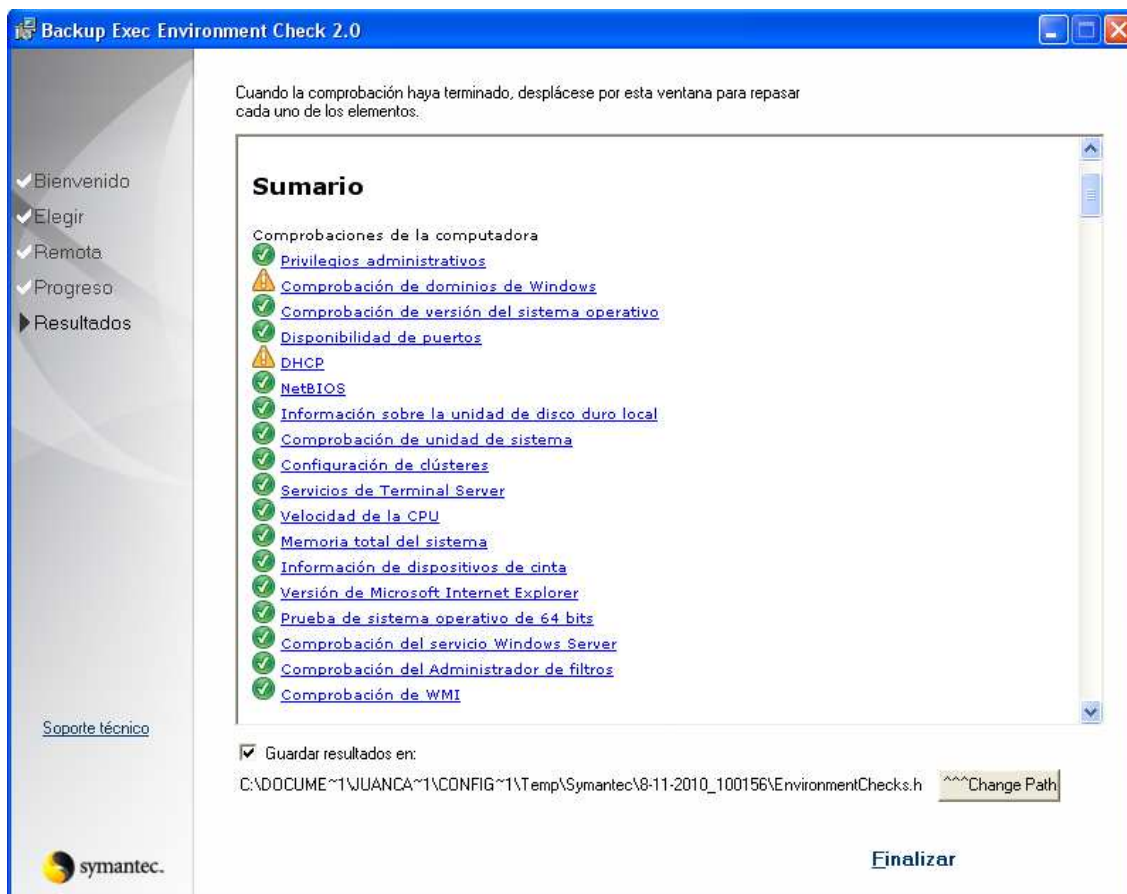 Backup Exec Environment Check 2.0
Cuando la comprobación haya terminado, desplácese por esta ventana para repasar
cada uno de los elementos.
Bienvenido
Elegir
Remota
Progreso
Resultados
Sumario
Comprobaciones de la computadora
Privilegios administrativos
Comprobación de dominios de Windows
Comprobación de versión del sistema operativo
Disponibilidad de puertos
DHCP
NetBIOS
Información sobre la unidad de disco duro local
Comprobación de unidad de sistema
Configuración de clústeres
Servicios de Terminal Server
Velocidad de la CPU
Memoria total del sistema
Información de dispositivos de cinta
Versión de Microsoft Internet Explorer
Prueba de sistema operativo de 64 bits
Comprobación del servicio Windows Server
Comprobación del Administrador de filtros
Comprobación de WMI
Soporte técnico
Guardar resultados en:
C:\DOCUME~1\JUANCA~1\CONFIG~1\Temp\Symantec\8-11-2010_100156\EnvironmentChecks.h
^^^Change Path
symantec.
Finalizar